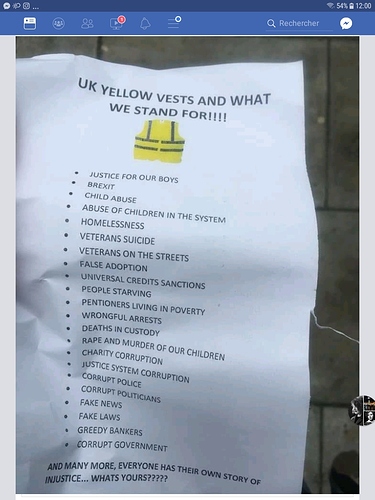 54% 12:00
Rechercher
UK YELLOW VESTS AND WHAT
WE STAND FOR!!!!
• JUSTICE FOR OUR BOYS
• BREXIT
• CHILD ABUSE
• ABUSE OF CHILDREN IN THE SYSTEM
• HOMELESSNESS
• VETERANS SUICIDE
• VETERANS ON THE STREETS
• FALSE ADOPTION
• UNIVERSAL CREDITS SANCTIONS
• PEOPLE STARVING
• PENTIONERS LIVING IN POVERTY
• WRONGFUL ARRESTS
• DEATHS IN CUSTODY
• RAPE AND MURDER OF OUR CHILDREN
• CHARITY CORRUPTION
• JUSTICE SYSTEM CORRUPTION
• CORRUPT POLICE
• CORRUPT POLITICIANS
• FAKE NEWS
• FAKE LAWS
• GREEDY BANKERS
• CORRUPT GOVERNMENT
AND MANY MORE, EVERYONE HAS THEIR OWN STORY OF
INJUSTICE... WHATS YOURS?????